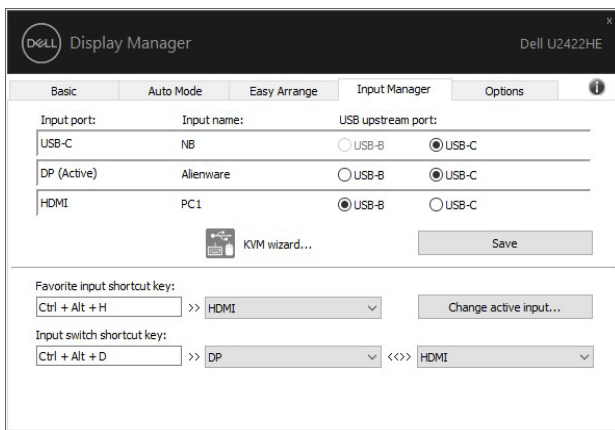 DELL Display Manager Dell U2422HE
x
Basic Auto Mode Easy Arrange Input Manager Options i
Input port: Input name: USB upstream port:
USB-C NB USB-B USB-C
DP (Active) Alienware USB-B USB-C
HDMI PC1 USB-B USB-C
KVM wizard... Save
Favorite input shortcut key:
Ctrl + Alt + H >> HDMI Change active input...
Input switch shortcut key:
Ctrl + Alt + D >> DP <<>> HDMI